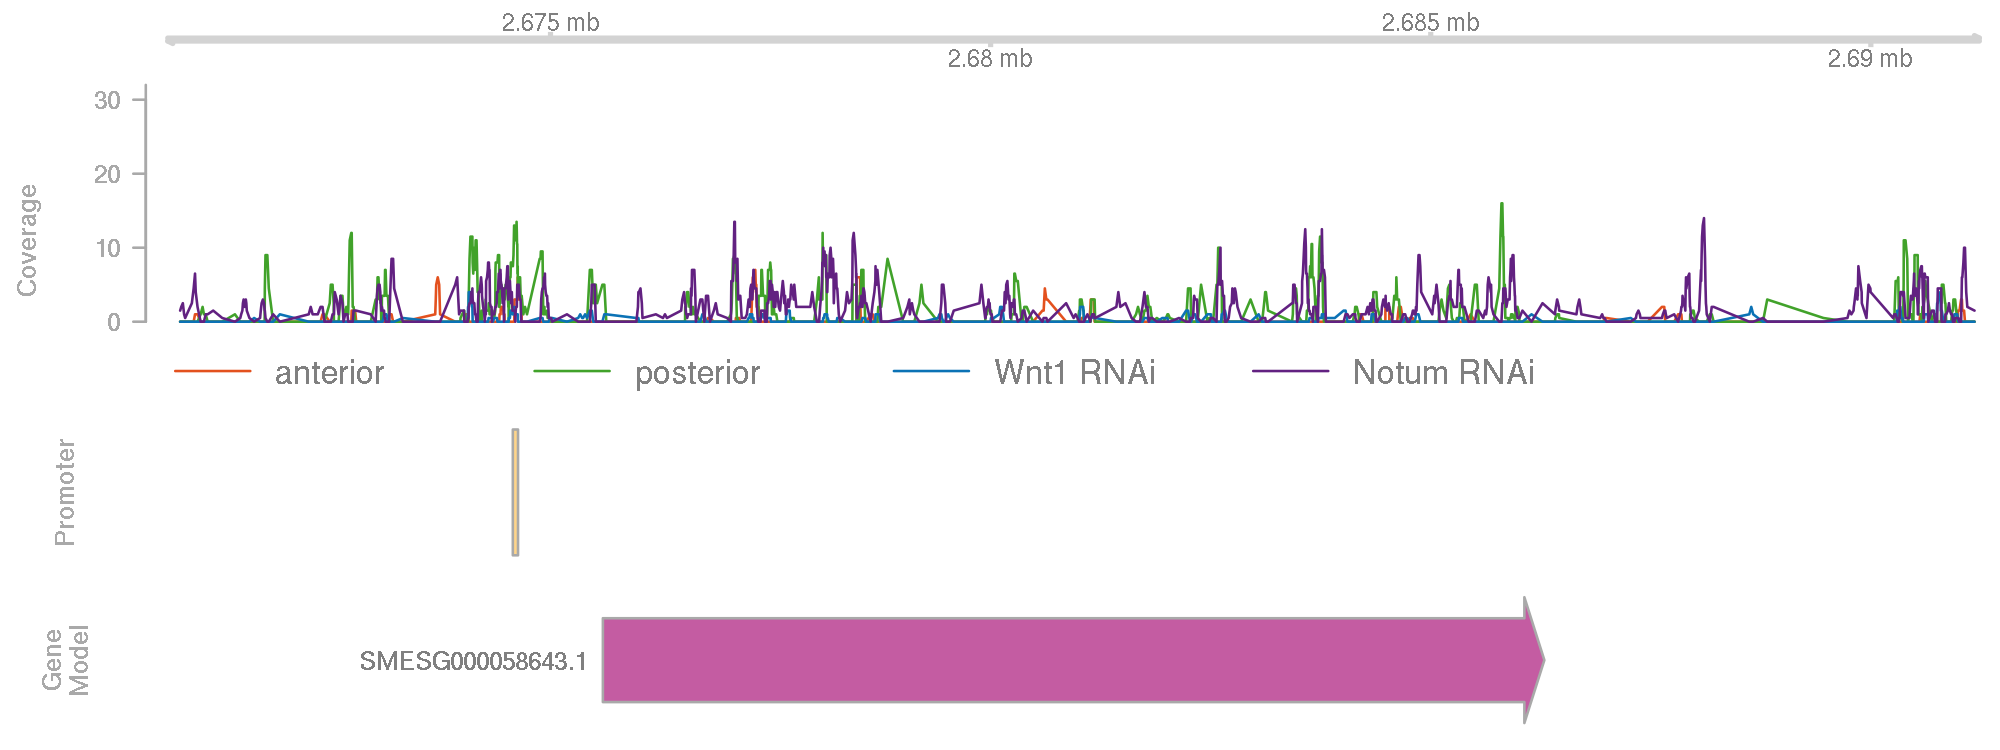 2.675 mb
2.685 mb
2.68 mb
2.69 mb
Coverage
30
20
10
0
anterior
posterior
Wnt1 RNAi
Notum RNAi
Promoter
Gene
Model
SMESG000058643.1